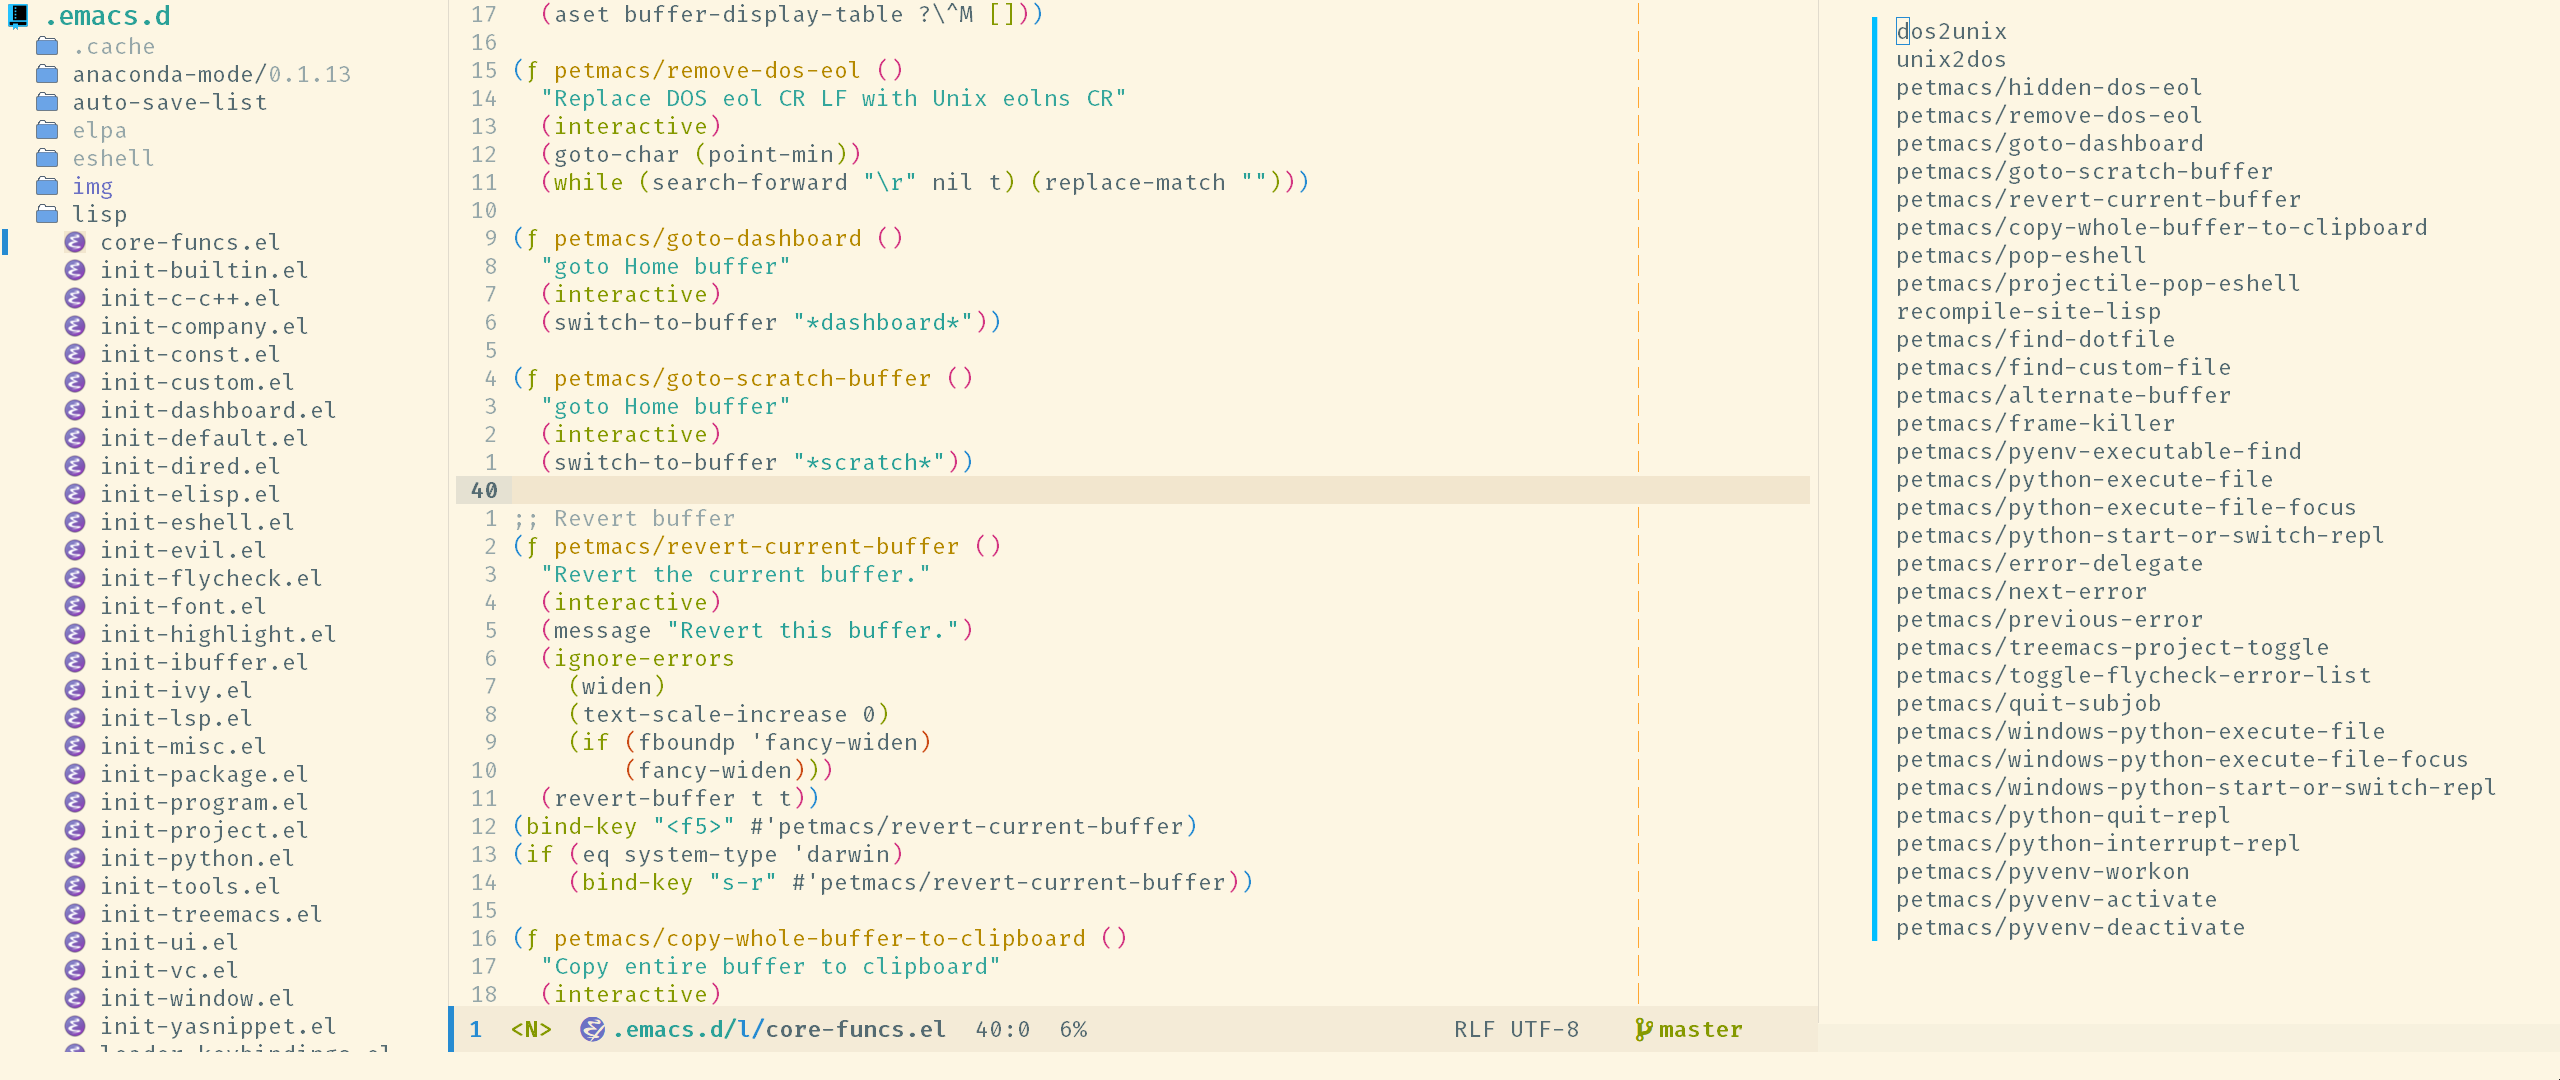 .emacs.d
.cache
anaconda-mode/0.1.13
auto-save-list
elpa
eshell
img
lisp
core-funcs.el
init-builtin.el
init-c-c++.el
init-company.el
init-const.el
init-custom.el
init-dashboard.el
init-default.el
init-dired.el
init-elisp.el
init-eshell.el
init-evil.el
init-flycheck.el
init-font.el
init-highlight.el
init-ibuffer.el
init-ivy.el
init-lsp.el
init-misc.el
init-package.el
init-program.el
init-project.el
init-python.el
init-tools.el
init-treemacs.el
init-ui.el
init-vc.el
init-window.el
init-yasnippet.el
17 (aset buffer-display-table ?\^M []))
16
15 (ƒ petmacs/remove-dos-eol ()
14 "Replace DOS eol CR LF with Unix eolns CR"
13 (interactive)
12 (goto-char (point-min))
11 (while (search-forward "\r" nil t) (replace-match "")))
10
9 (ƒ petmacs/goto-dashboard ()
8 "goto Home buffer"
7 (interactive)
6 (switch-to-buffer "*dashboard*"))
5
4 (ƒ petmacs/goto-scratch-buffer ()
3 "goto Home buffer"
2 (interactive)
1 (switch-to-buffer "*scratch*"))
40
1 ;; Revert buffer
2 (ƒ petmacs/revert-current-buffer ()
3 "Revert the current buffer."
4 (interactive)
5 (message "Revert this buffer.")
6 (ignore-errors
7 (widen)
8 (text-scale-increase 0)
9 (if (fboundp 'fancy-widen)
10 (fancy-widen)))
11 (revert-buffer t t))
12 (bind-key "<f5>" #'petmacs/revert-current-buffer)
13 (if (eq system-type 'darwin)
14 (bind-key "s-r" #'petmacs/revert-current-buffer))
15
16 (ƒ petmacs/copy-whole-buffer-to-clipboard ()
17 "Copy entire buffer to clipboard"
18 (interactive)
1 <N> .emacs.d/l/core-funcs.el 40:0 6% RLF UTF-8 master
dos2unix
unix2dos
petmacs/hidden-dos-eol
petmacs/remove-dos-eol
petmacs/goto-dashboard
petmacs/goto-scratch-buffer
petmacs/revert-current-buffer
petmacs/copy-whole-buffer-to-clipboard
petmacs/pop-eshell
petmacs/projectile-pop-eshell
recompile-site-lisp
petmacs/find-dotfile
petmacs/find-custom-file
petmacs/alternate-buffer
petmacs/frame-killer
petmacs/pyenv-executable-find
petmacs/python-execute-file
petmacs/python-execute-file-focus
petmacs/python-start-or-switch-repl
petmacs/error-delegate
petmacs/next-error
petmacs/previous-error
petmacs/treemacs-project-toggle
petmacs/toggle-flycheck-error-list
petmacs/quit-subjob
petmacs/windows-python-execute-file
petmacs/windows-python-execute-file-focus
petmacs/windows-python-start-or-switch-repl
petmacs/python-quit-repl
petmacs/python-interrupt-repl
petmacs/pyvenv-workon
petmacs/pyvenv-activate
petmacs/pyvenv-deactivate